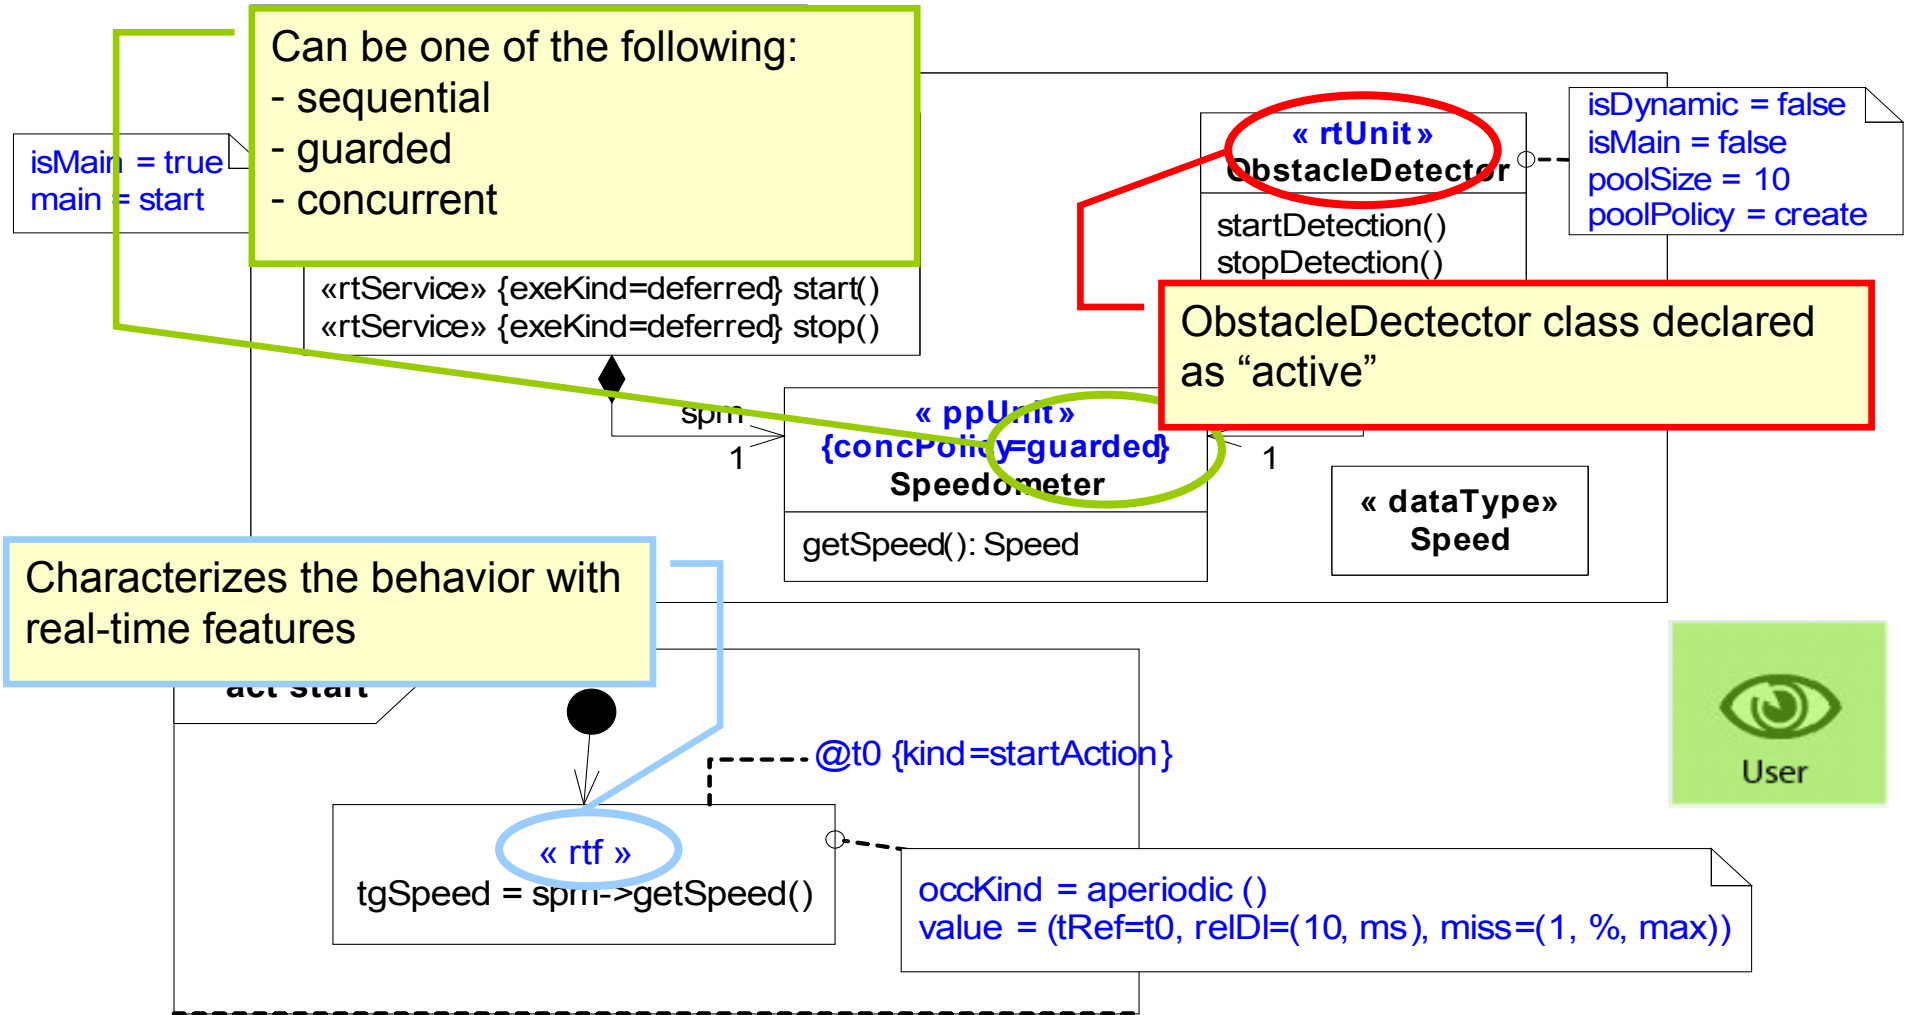 Can be one of the following:
- sequential
- guarded
- concurrent
isMain = true
main = start
« rtUnit »
ObstacleDetector
startDetection()
stopDetection()
isDynamic = false
isMain = false
poolSize = 10
poolPolicy = create
«rtService» {exeKind=deferred} start()
«rtService» {exeKind=deferred} stop()
ObstacleDectector class declared
as “active”
spm
1
« ppUnit »
{concPolicy=guarded}
Speedometer
getSpeed(): Speed
1
« dataType»
Speed
Characterizes the behavior with
real-time features
act start
@t0 {kind=startAction}
« rtf »
tgSpeed = spm->getSpeed()
occKind = aperiodic ()
value = (tRef=t0, relDl=(10, ms), miss=(1, %, max))
User